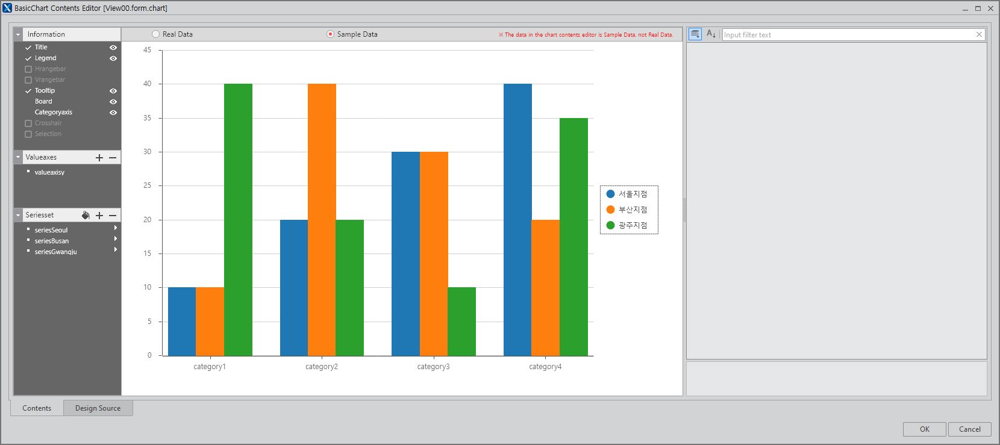 BasicChart Contents Editor [View00.form.chart]
Information
Real Data
Sample Data
※ The data in the chart contents editor is Sample Data, not Real Data.
Input filter text
Title
Legend
Hrangebar
Vrangebar
Tooltip
Board
Categoryaxis
Crosshair
Selection
Valueaxes
valueaxisy
Seriesset
seriesSeoul
seriesBusan
seriesGwangju
45
40
35
30
25
20
15
10
5
0
category1
category2
category3
category4
서울지점
부산지점
광주지점
Contents
Design Source
OK
Cancel